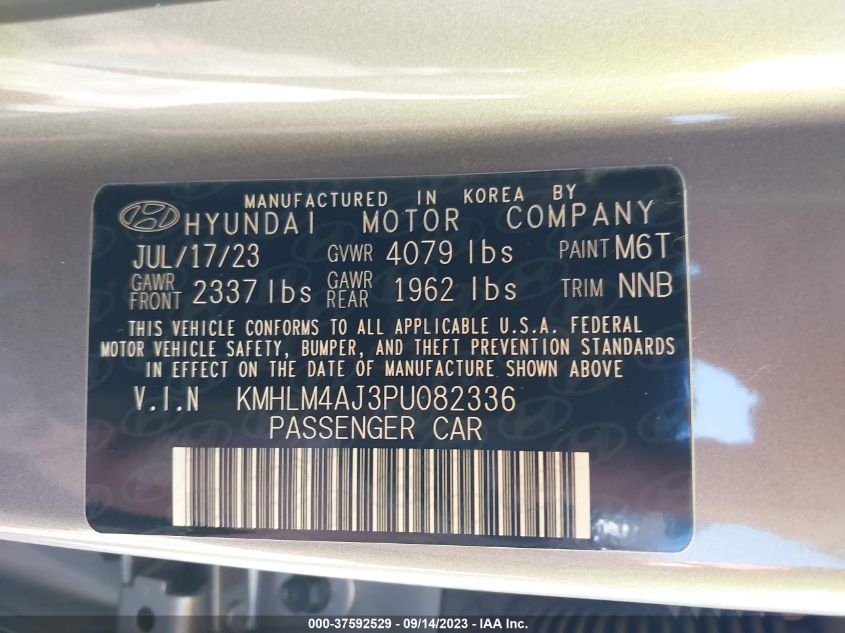 MANUFACTURED IN KOREA BY
HYUNDAI MOTOR COMPANY
JUL/17/23 GVWR 4079 lbs PAINT M6T
GAWR FRONT 2337 lbs GAWR REAR 1962 lbs TRIM NNB
THIS VEHICLE CONFORMS TO ALL APPLICABLE U.S.A. FEDERAL
MOTOR VEHICLE SAFETY, BUMPER, AND THEFT PREVENTION STANDARDS
IN EFFECT ON THE DATE OF MANUFACTURE SHOWN ABOVE
V.I.N KMHLM4AJ3PU082336
PASSENGER CAR
000-37592529 - 09/14/2023 - IAA Inc.